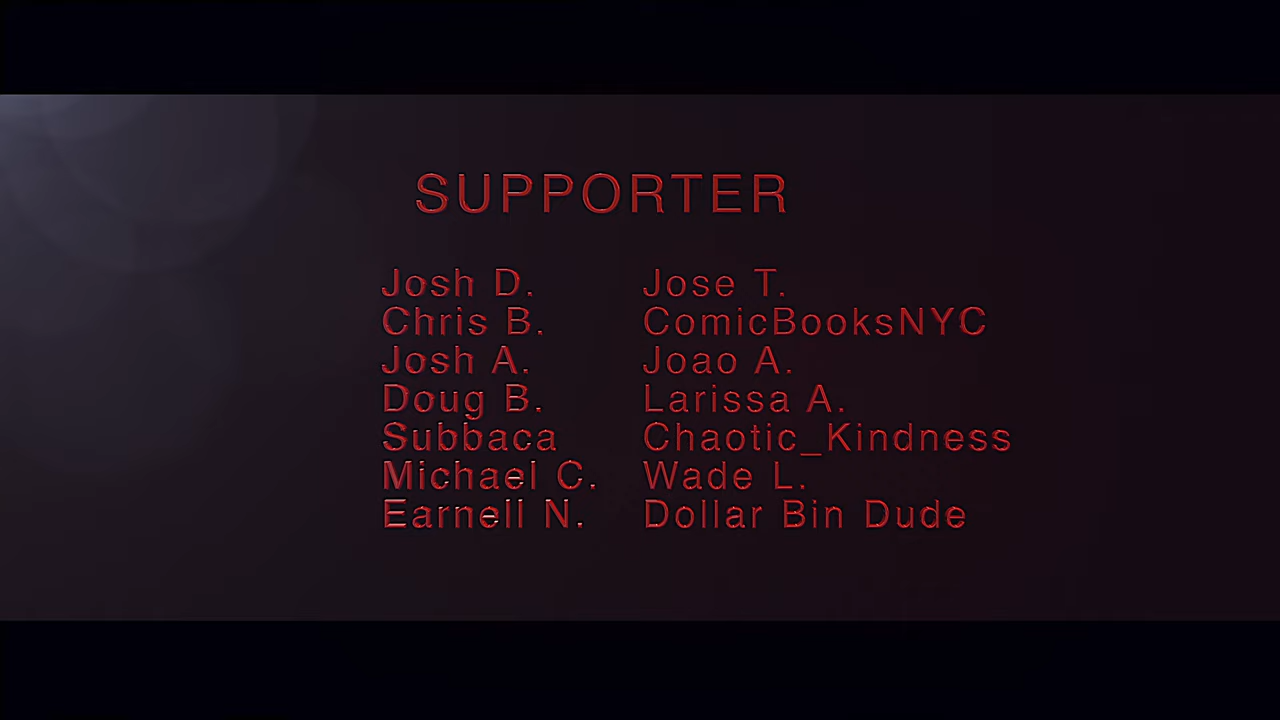 SUPPORTER
Josh D.
Chris B.
Josh A.
Doug B.
Subbaca
Michael C.
Earnell N.
Jose T.
ComicBooksNYC
Joao A.
Larissa A.
Chaotic_Kindness
Wade L.
Dollar Bin Dude